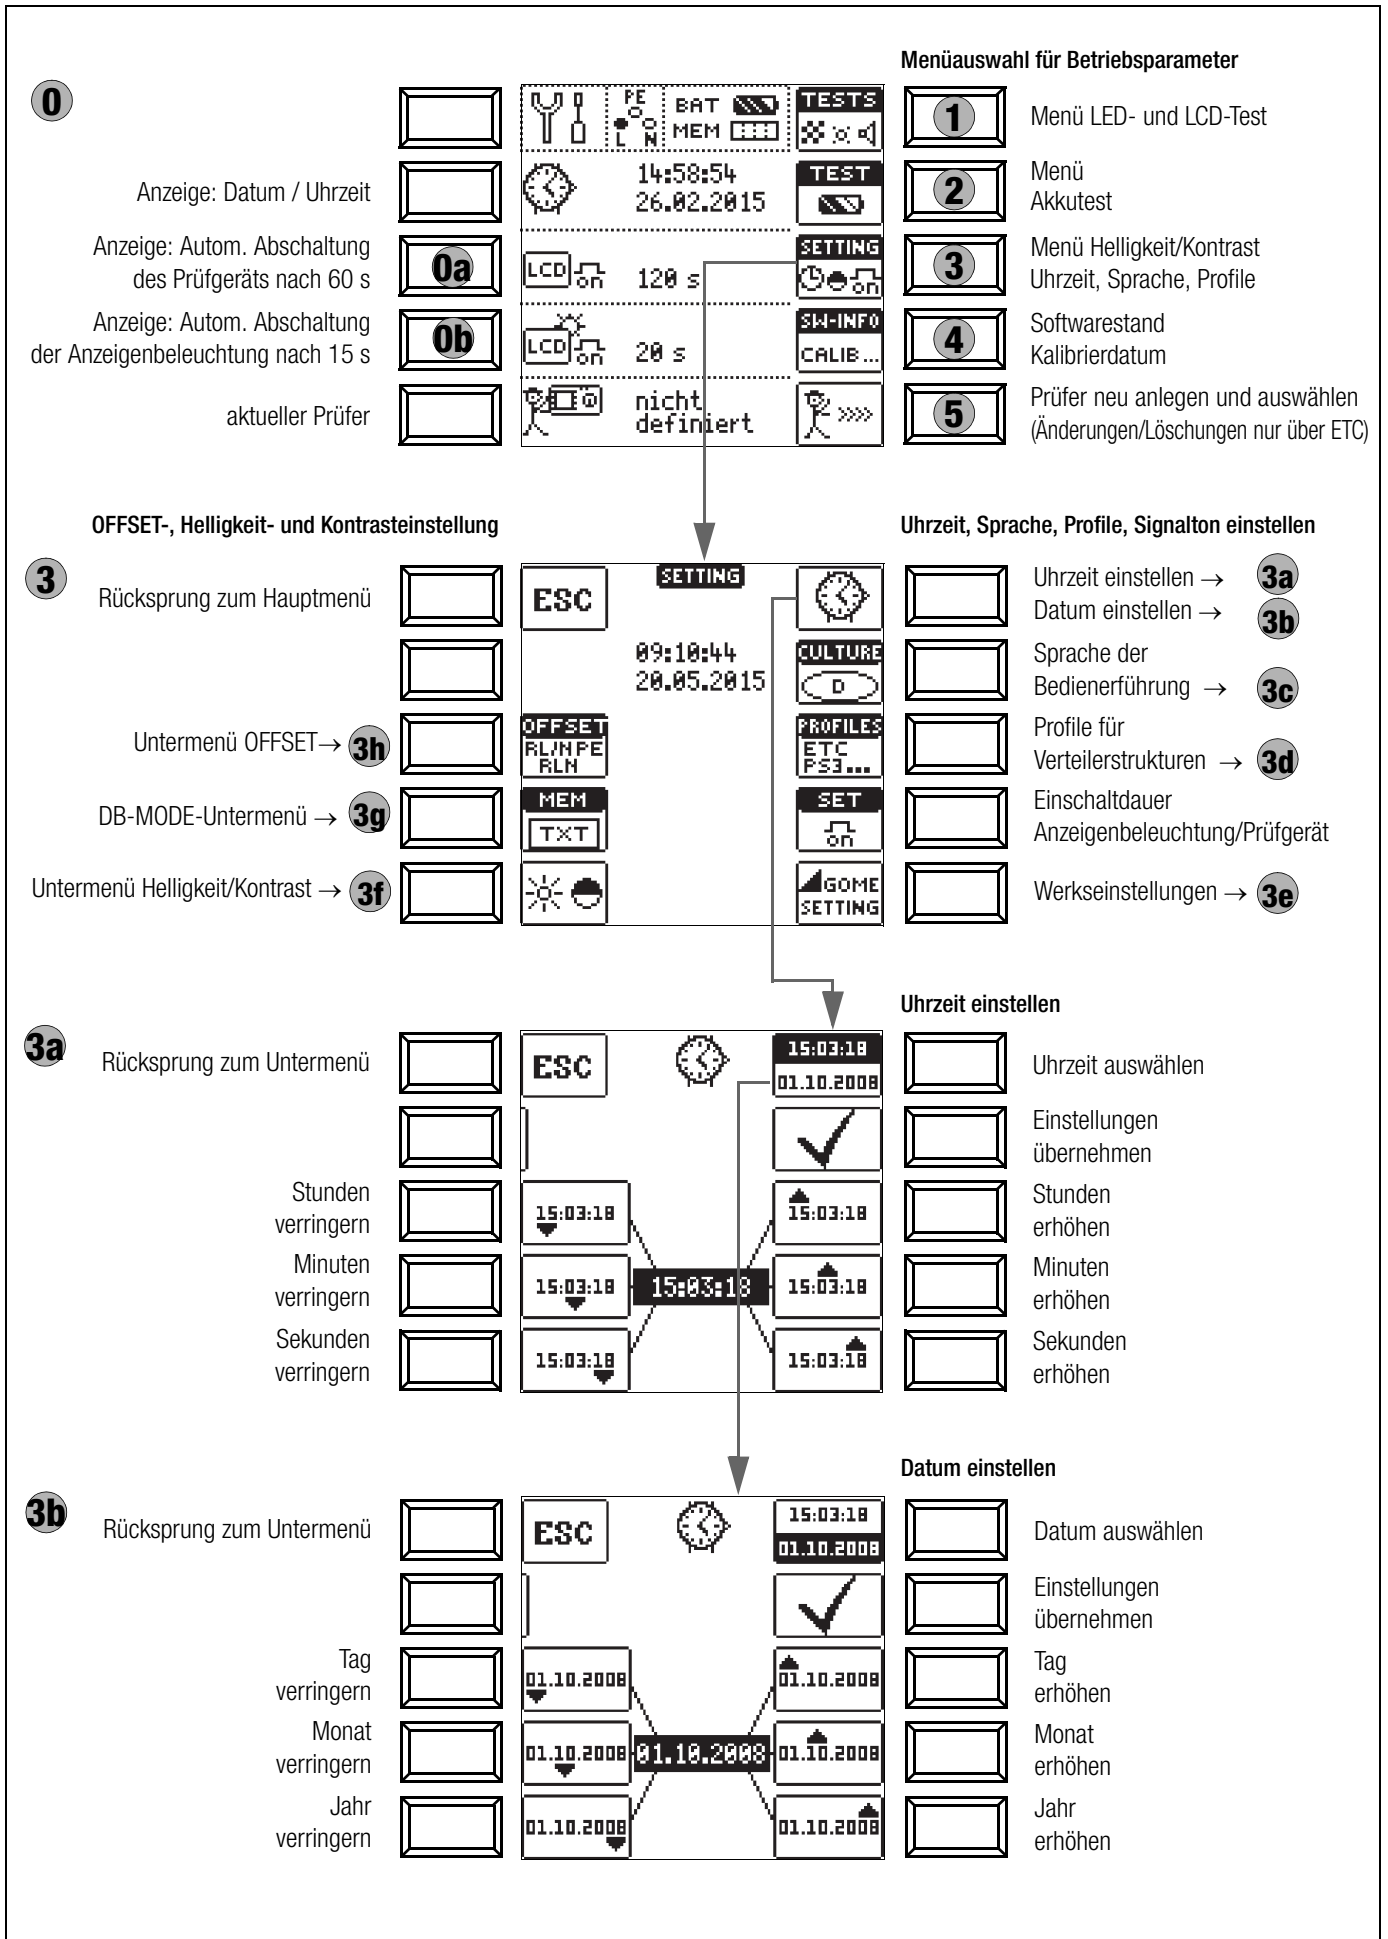 Menüauswahl für Betriebsparameter
0
PE
L N
BAT
MEM
TESTS
1
Menü LED- und LCD-Test
Anzeige: Datum / Uhrzeit
14:58:54
26.02.2015
TEST
2
Menü
Akkutest
Anzeige: Autom. Abschaltung
des Prüfgeräts nach 60 s
0a
LCD on
120 s
SETTING
on
3
Menü Helligkeit/Kontrast
Uhrzeit, Sprache, Profile
Anzeige: Autom. Abschaltung
der Anzeigenbeleuchtung nach 15 s
0b
LCD on
20 s
SW-INFO
CALIB ...
4
Softwarestand
Kalibrierdatum
aktueller Prüfer
nicht
definiert
»»»
5
Prüfer neu anlegen und auswählen
(Änderungen/Löschungen nur über ETC)
OFFSET-, Helligkeit- und Kontrasteinstellung
Uhrzeit, Sprache, Profile, Signalton einstellen
3
Rücksprung zum Hauptmenü
ESC
SETTING
Uhrzeit einstellen → 3a
Datum einstellen → 3b
09:10:44
20.05.2015
CULTURE
D
Sprache der
Bedienerführung → 3c
Untermenü OFFSET→ 3h
OFFSET
RL/NPE
RLN
PROFILES
ETC
PS3...
Profile für
Verteilerstrukturen → 3d
DB-MODE-Untermenü → 3g
MEM
TXT
SET
on
Einschaltdauer
Anzeigenbeleuchtung/Prüfgerät
Untermenü Helligkeit/Kontrast → 3f
GOME
SETTING
Werkseinstellungen → 3e
Uhrzeit einstellen
3a
Rücksprung zum Untermenü
ESC
15:03:18
01.10.2008
Uhrzeit auswählen
Einstellungen
übernehmen
Stunden
verringern
15:03:18
15:03:18
Stunden
erhöhen
Minuten
verringern
15:03:18
15:03:18
15:03:18
Minuten
erhöhen
Sekunden
verringern
15:03:18
15:03:18
Sekunden
erhöhen
Datum einstellen
3b
Rücksprung zum Untermenü
ESC
15:03:18
01.10.2008
Datum auswählen
Einstellungen
übernehmen
Tag
verringern
01.10.2008
01.10.2008
Tag
erhöhen
Monat
verringern
01.10.2008
01.10.2008
01.10.2008
Monat
erhöhen
Jahr
verringern
01.10.2008
01.10.2008
Jahr
erhöhen